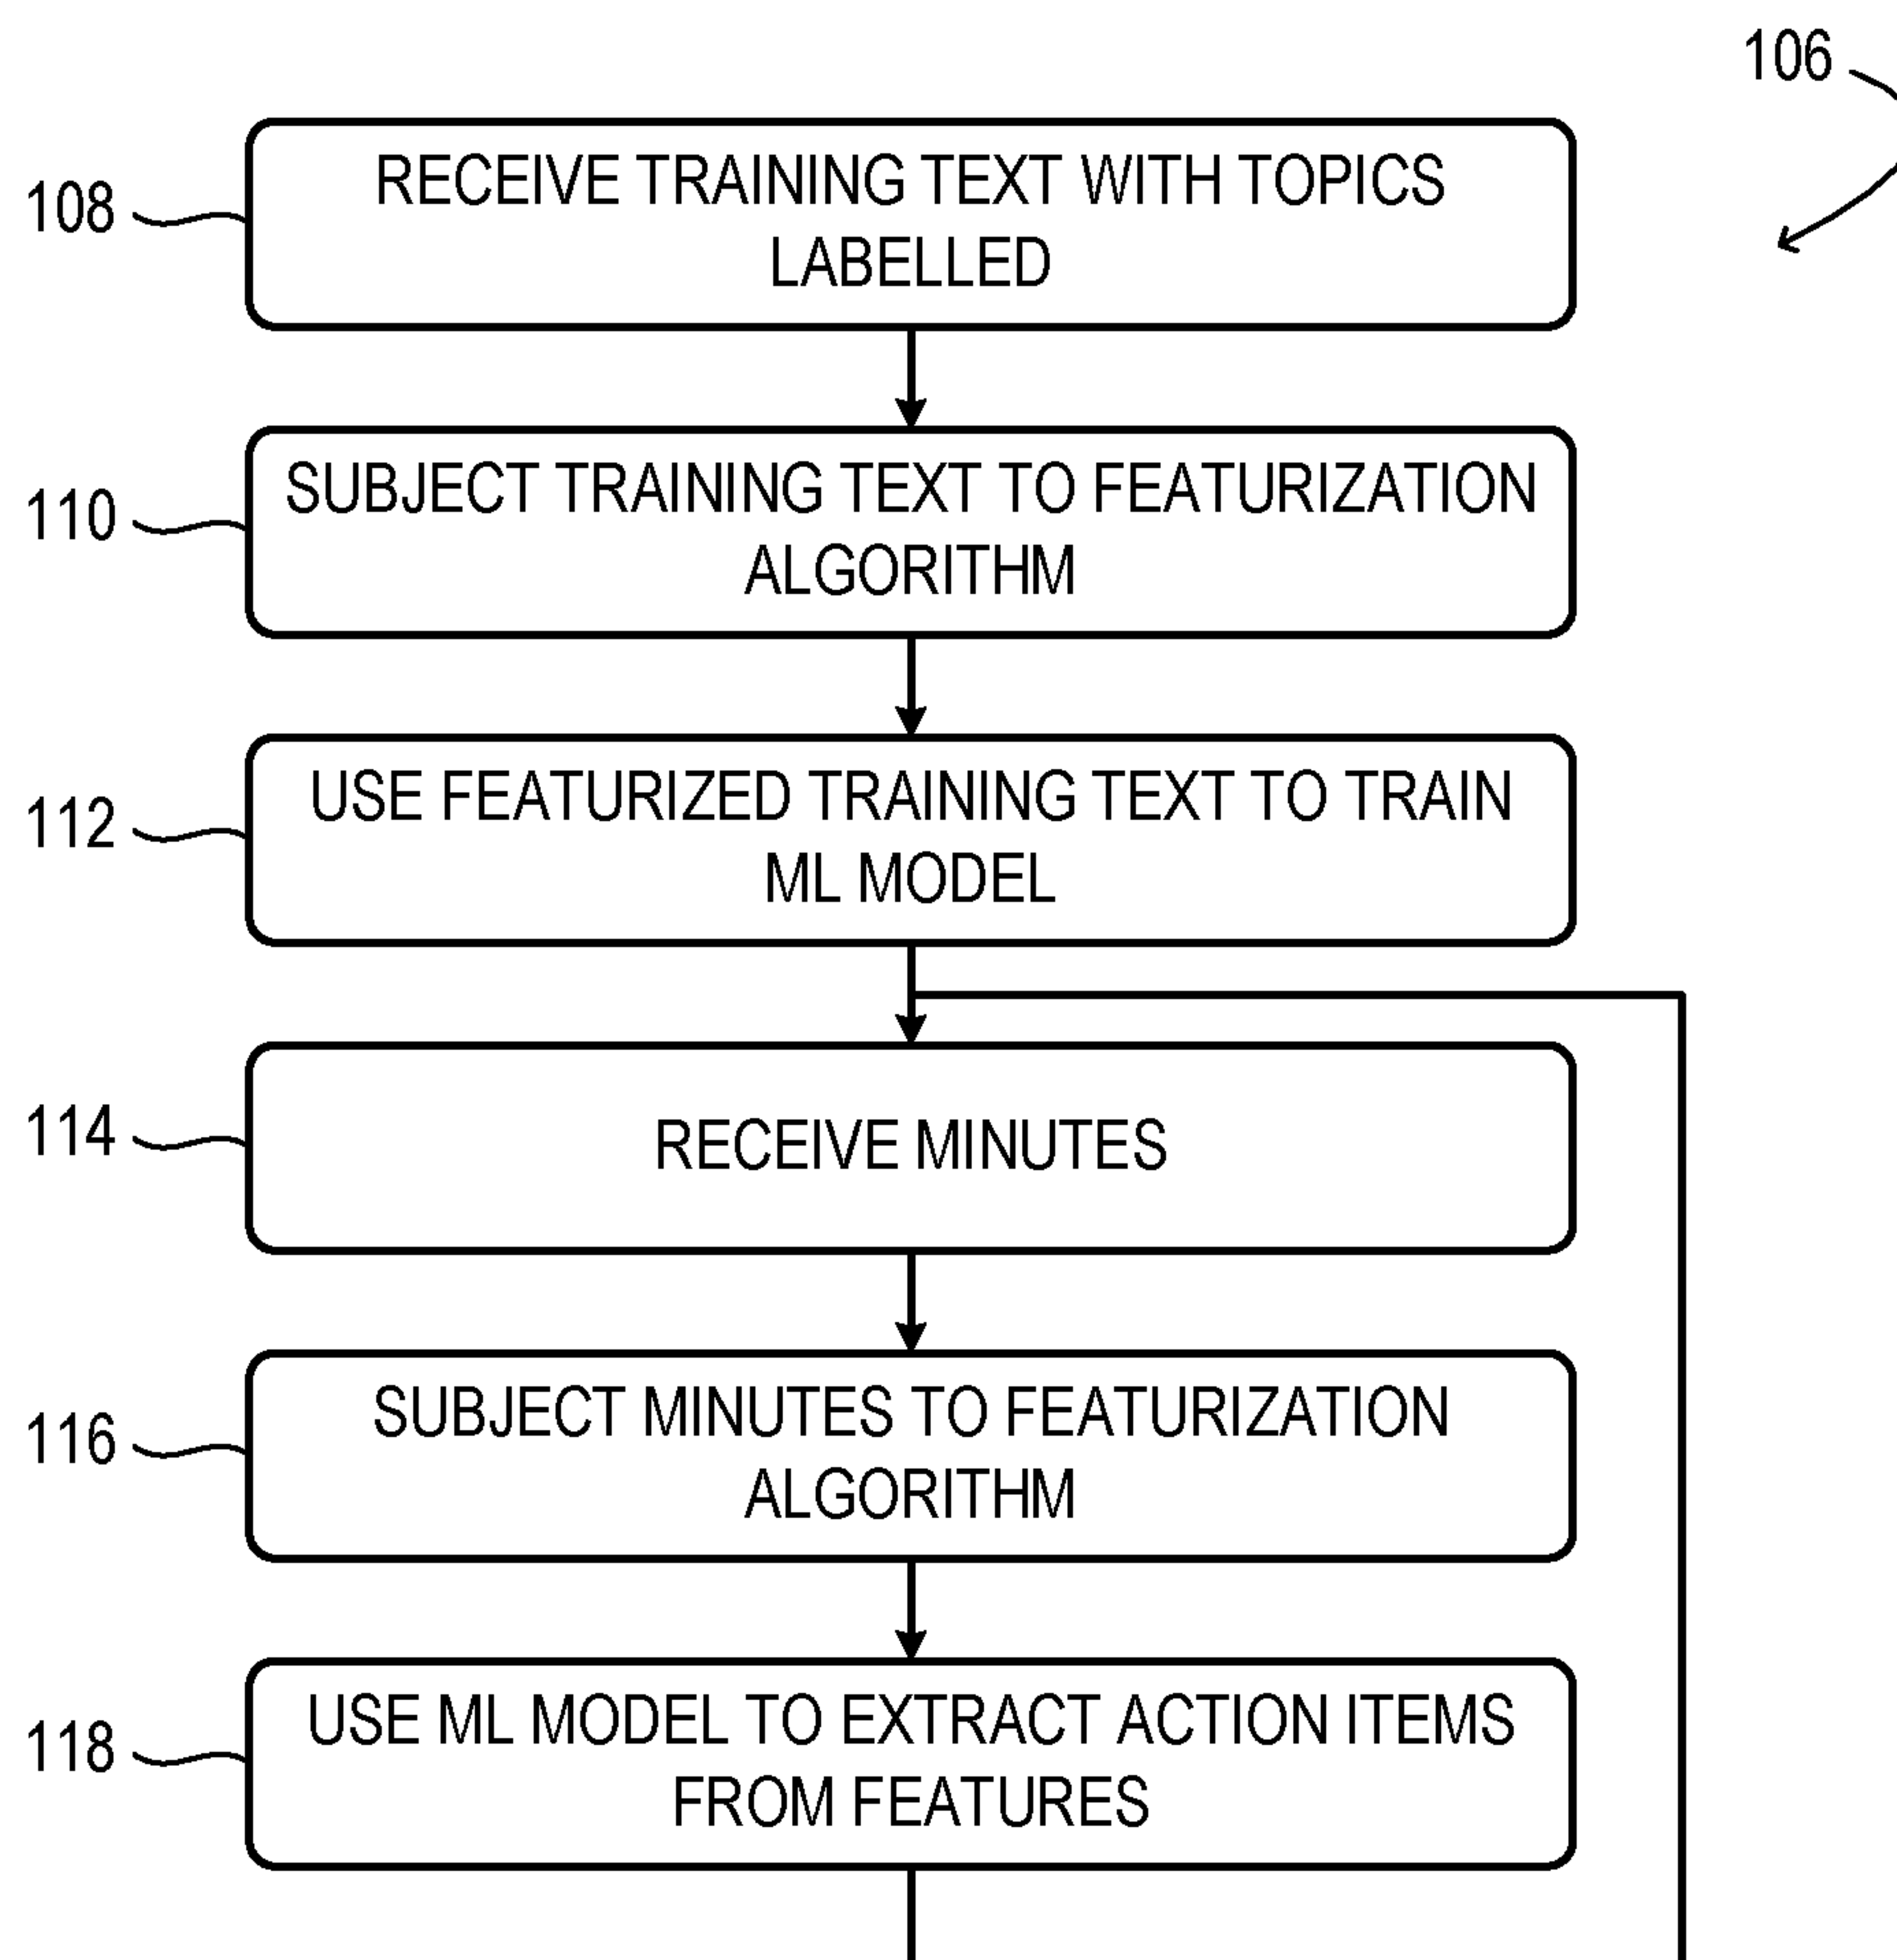 106
108
RECEIVE TRAINING TEXT WITH TOPICS
LABELLED
110
SUBJECT TRAINING TEXT TO FEATURIZATION
ALGORITHM
112
USE FEATURIZED TRAINING TEXT TO TRAIN
ML MODEL
114
RECEIVE MINUTES
116
SUBJECT MINUTES TO FEATURIZATION
ALGORITHM
118
USE ML MODEL TO EXTRACT ACTION ITEMS
FROM FEATURES